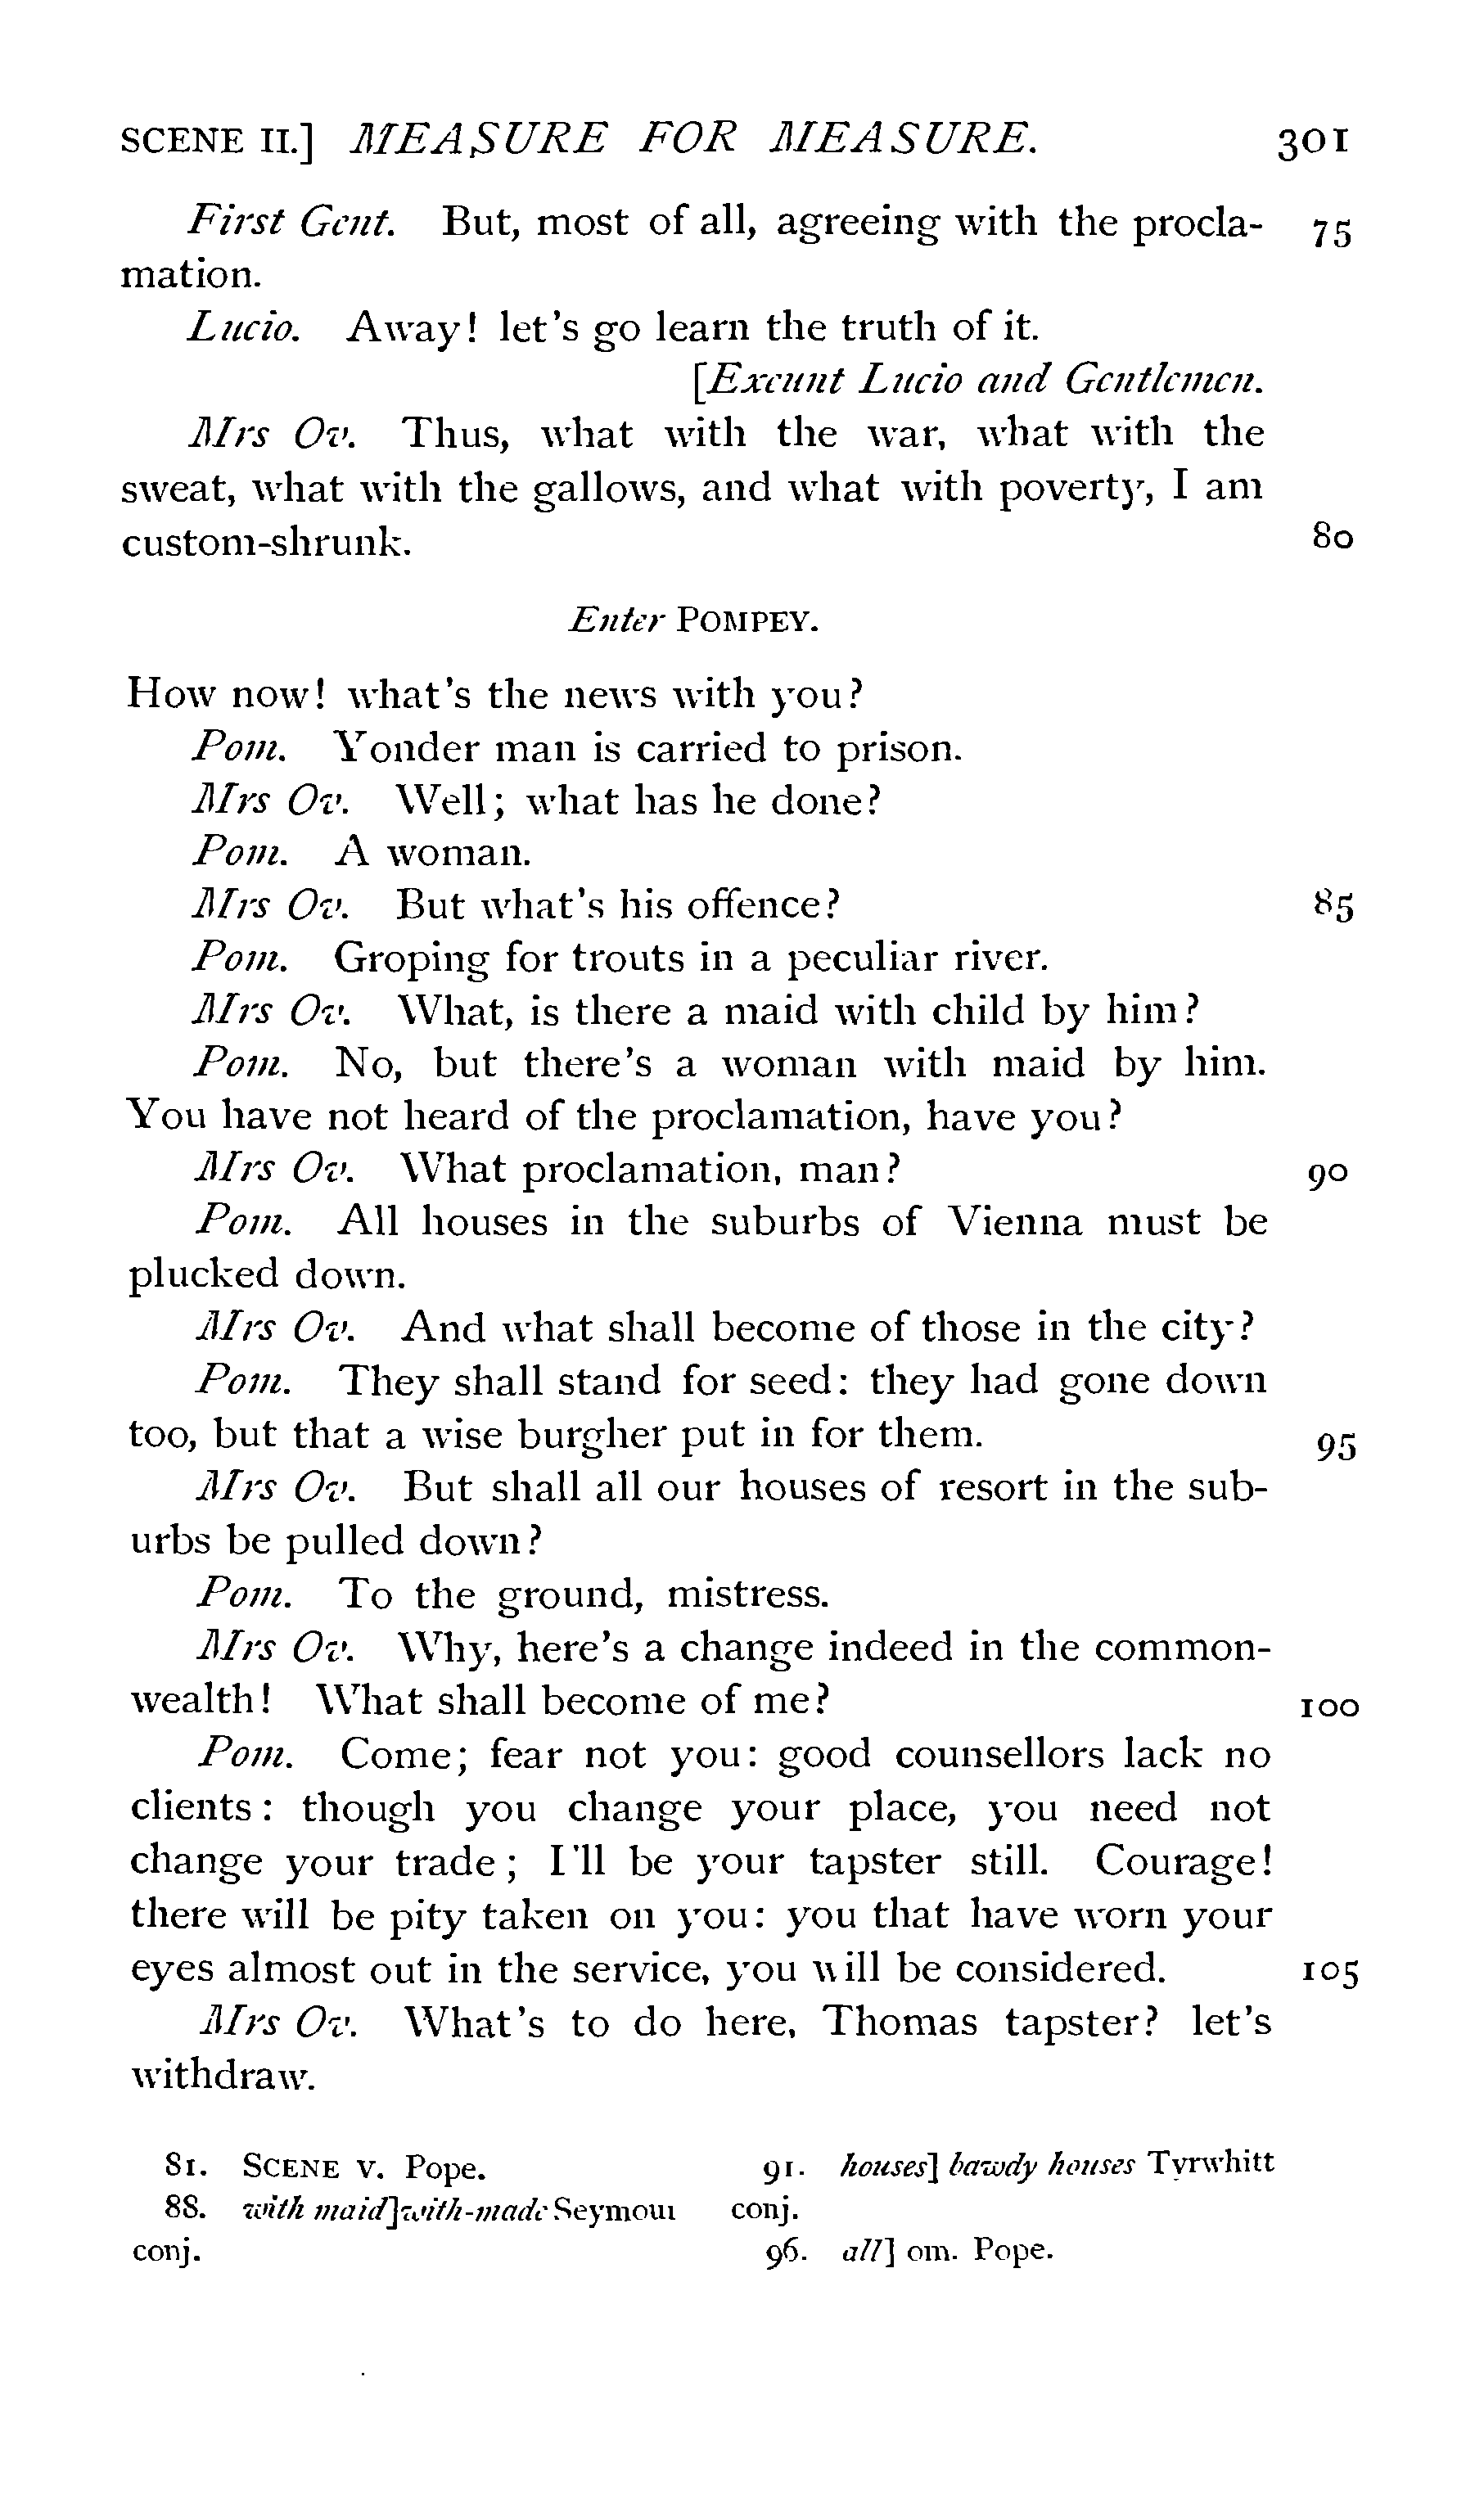 SCENE II.] MEASURE FOR MEASURE. 301
First Gent. But, most of all, agreeing with the procla- 75
mation.
Lucio. Away! let's go learn the truth of it.
[Exeunt Lucio and Gentlemen.
Mrs Ov. Thus, what with the war, what with the
sweat, what with the gallows, and what with poverty, I am
custom-shrunk. 80
Enter POMPEY.
How now! what's the news with you?
Pom. Yonder man is carried to prison.
Mrs Ov. Well; what has he done?
Pom. A woman.
Mrs Ov. But what's his offence? 85
Pom. Groping for trouts in a peculiar river.
Mrs Ov. What, is there a maid with child by him?
Pom. No, but there's a woman with maid by him.
You have not heard of the proclamation, have you?
Mrs Ov. What proclamation, man? 90
Pom. All houses in the suburbs of Vienna must be
plucked down.
Mrs Ov. And what shall become of those in the city?
Pom. They shall stand for seed: they had gone down
too, but that a wise burgher put in for them. 95
Mrs Ov. But shall all our houses of resort in the sub-
urbs be pulled down?
Pom. To the ground, mistress.
Mrs Ov. Why, here's a change indeed in the common-
wealth! What shall become of me? 100
Pom. Come; fear not you: good counsellors lack no
clients: though you change your place, you need not
change your trade; I'll be your tapster still. Courage!
there will be pity taken on you: you that have worn your
eyes almost out in the service, you will be considered. 105
Mrs Ov. What's to do here, Thomas tapster? let's
withdraw.
81. SCENE V. Pope.
88. with maid] with-made Seymour
conj.
91. houses] bawdy houses Tyrwhitt
conj.
96. all] om. Pope.